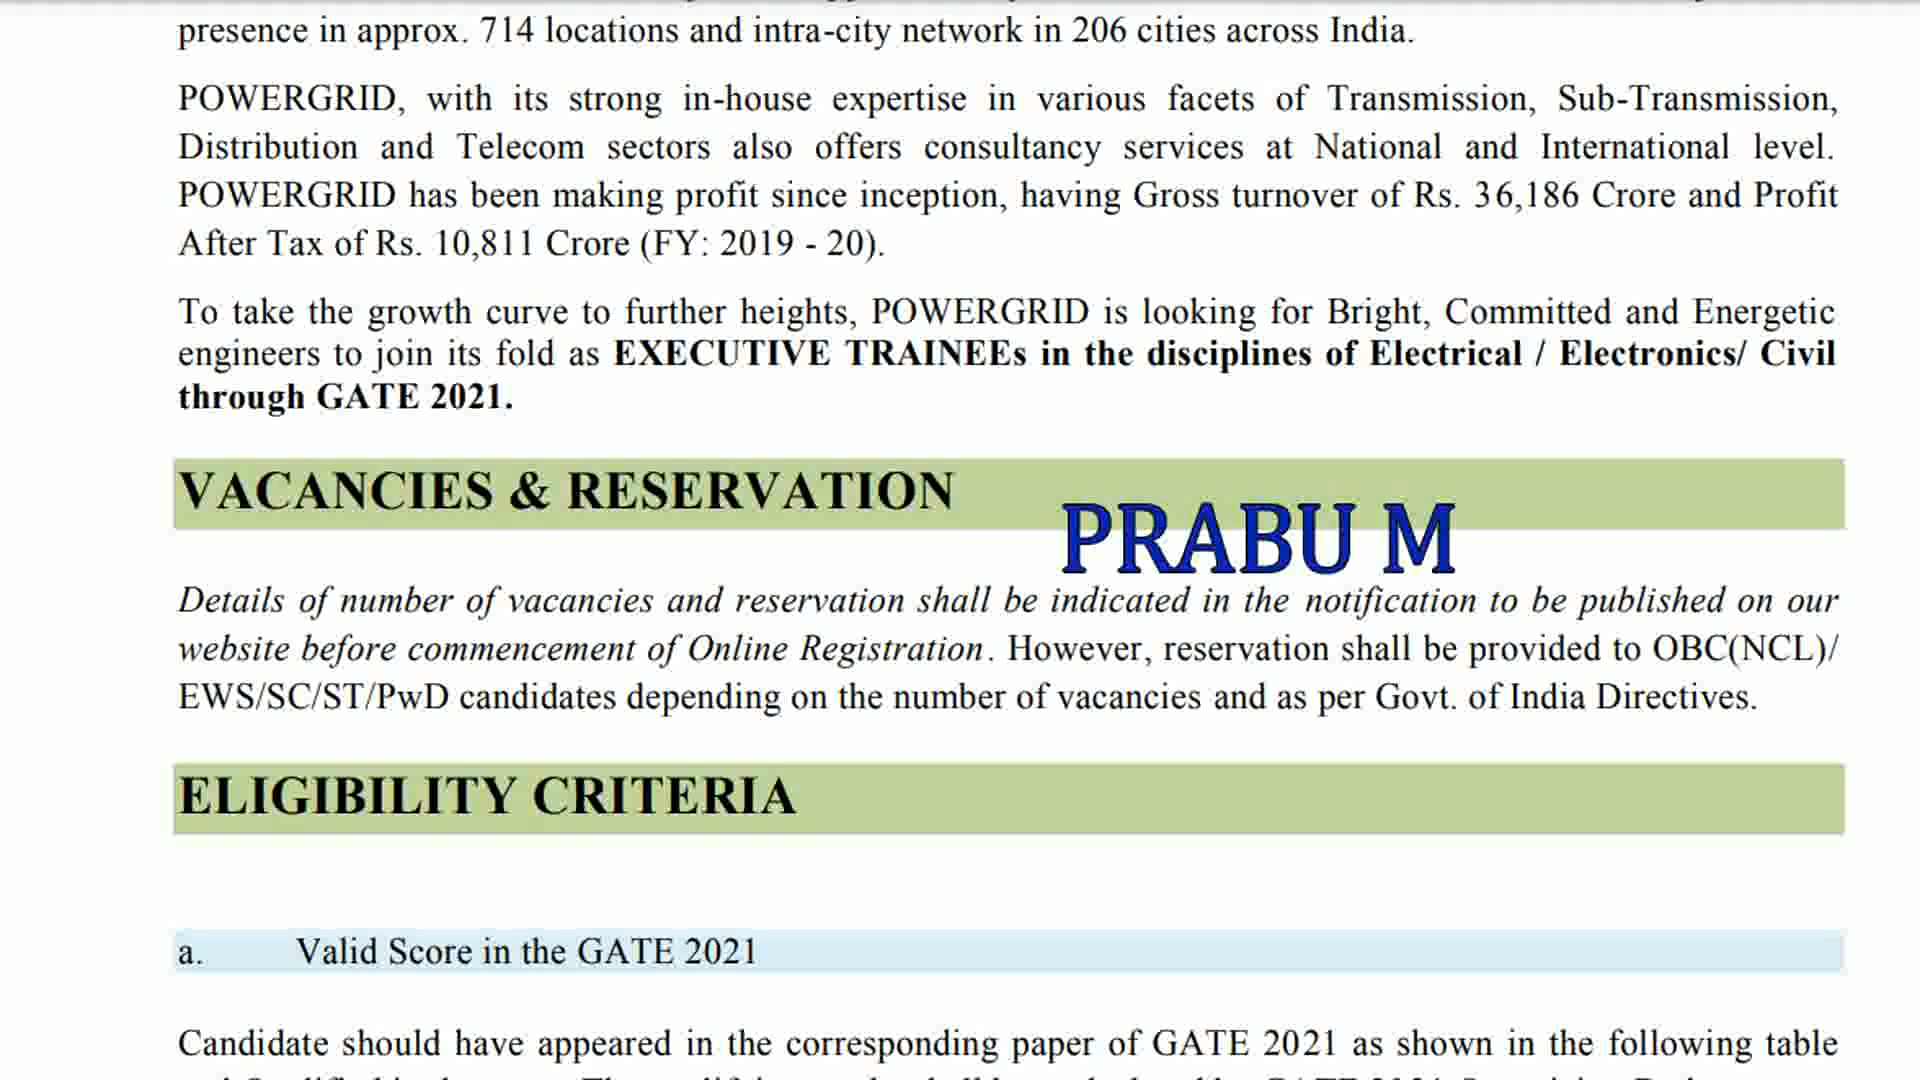 presence in approx. 714 locations and intra-city network in 206 cities across India.
POWERGRID, with its strong in-house expertise in various facets of Transmission, Sub-Transmission,
Distribution and Telecom sectors also offers consultancy services at National and International level.
POWERGRID has been making profit since inception, having Gross turnover of Rs. 36,186 Crore and Profit
After Tax of Rs. 10,811 Crore (FY: 2019 - 20).
To take the growth curve to further heights, POWERGRID is looking for Bright, Committed and Energetic
engineers to join its fold as EXECUTIVE TRAINEEs in the disciplines of Electrical / Electronics/ Civil
through GATE 2021.
VACANCIES & RESERVATION
PRABU M
Details of number of vacancies and reservation shall be indicated in the notification to be published on our
website before commencement of Online Registration. However, reservation shall be provided to OBC(NCL)/
EWS/SC/ST/PwD candidates depending on the number of vacancies and as per Govt. of India Directives.
ELIGIBILITY CRITERIA
a. Valid Score in the GATE 2021
Candidate should have appeared in the corresponding paper of GATE 2021 as shown in the following table